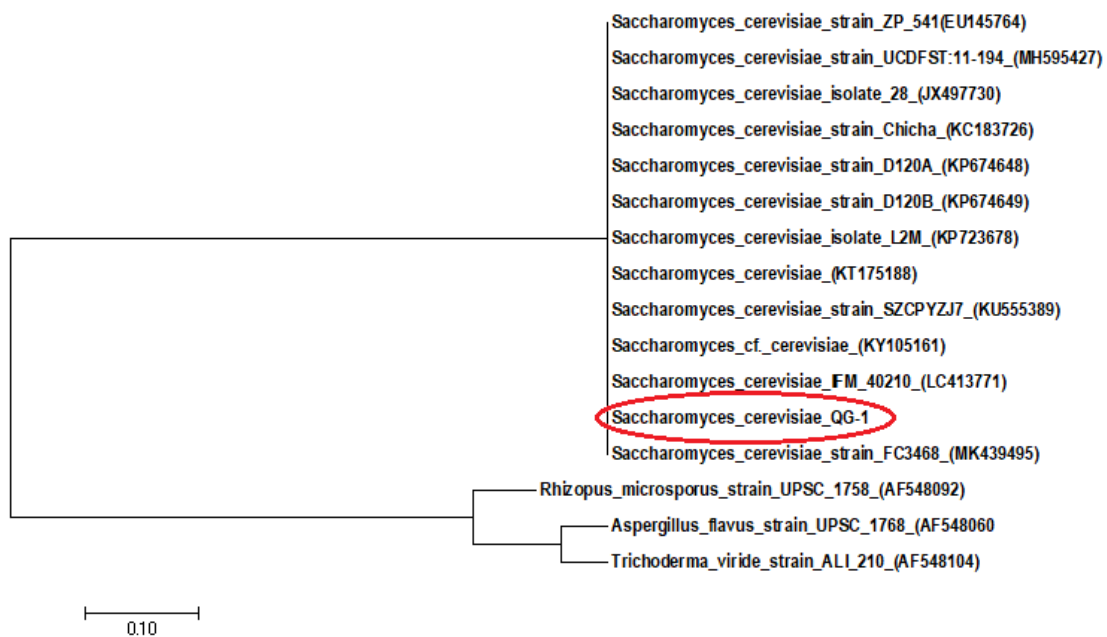 Saccharomyces_cerevisiae_strain_ZP_541(EU145764)
Saccharomyces_cerevisiae_strain_UCDFST:11-194_(MH595427)
Saccharomyces_cerevisiae_isolate_28_(JX497730)
Saccharomyces_cerevisiae_strain_Chicha_(KC183726)
Saccharomyces_cerevisiae_strain_D120A_(KP674648)
Saccharomyces_cerevisiae_strain_D120B_(KP674649)
Saccharomyces_cerevisiae_isolate_L2M_(KP723678)
Saccharomyces_cerevisiae_(KT175188)
Saccharomyces_cerevisiae_strain_SZCPYZJ7_(KU555389)
Saccharomyces_cf._cerevisiae_(KY105161)
Saccharomyces_cerevisiae_IFM_40210_(LC413771)
Saccharomyces_cerevisiae_QG-1
Saccharomyces_cerevisiae_strain_FC3468_(MK439495)
Rhizopus_microsporus_strain_UPSC_1758_(AF548092)
Aspergillus_flavus_strain_UPSC_1768_(AF548060
Trichoderma_viride_strain_ALI_210_(AF548104)
0.10